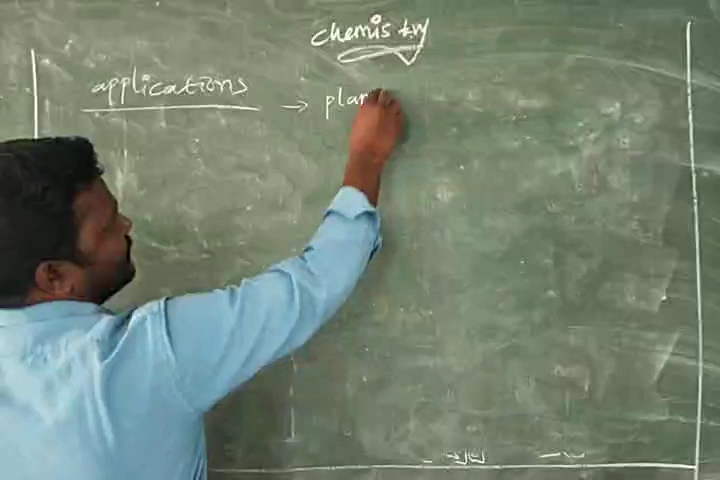 chemistry
applications → plan